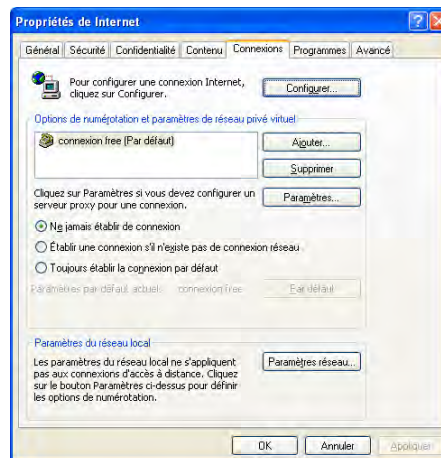 Propriétés de Internet
Général Sécurité Confidentialité Contenu Connexions Programmes Avancé
Pour configurer une connexion Internet,
cliquez sur Configurer.
Configurer...
Options de numérotation et paramètres de réseau privé virtuel
connexion free (Par défaut)
Ajouter...
Supprimer
Cliquez sur Paramètres si vous devez configurer un
serveur proxy pour une connexion.
Paramètres...
Ne jamais établir de connexion
Établir une connexion s'il n'existe pas de connexion réseau
Toujours établir la connexion par défaut
Paramètres par défaut actuels connexion free Par défaut
Paramètres du réseau local
Les paramètres du réseau local ne s'appliquent
pas aux connexions d'accès à distance. Cliquez
sur le bouton Paramètres ci-dessus pour définir
les options de numérotation.
Paramètres réseau...
OK Annuler Appliquer